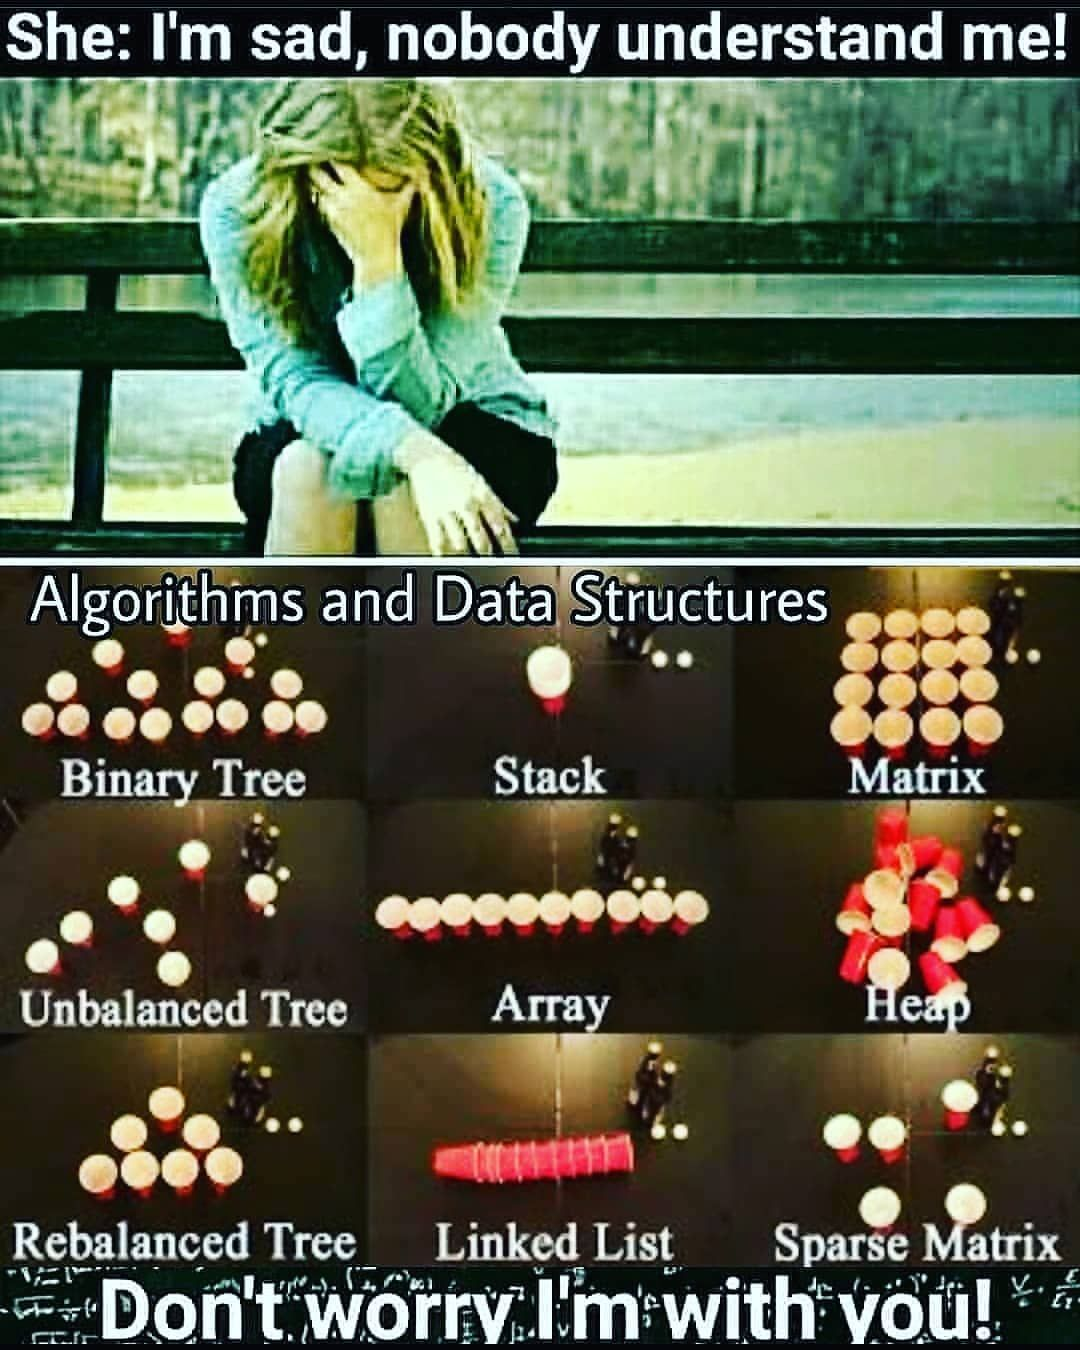 She: I'm sad, nobody understand me!
Algorithms and Data Structures
Binary Tree
Stack
Matrix
Unbalanced Tree
Array
Heap
Rebalanced Tree
Linked List
Sparse Matrix
Don't worry I'm with you!